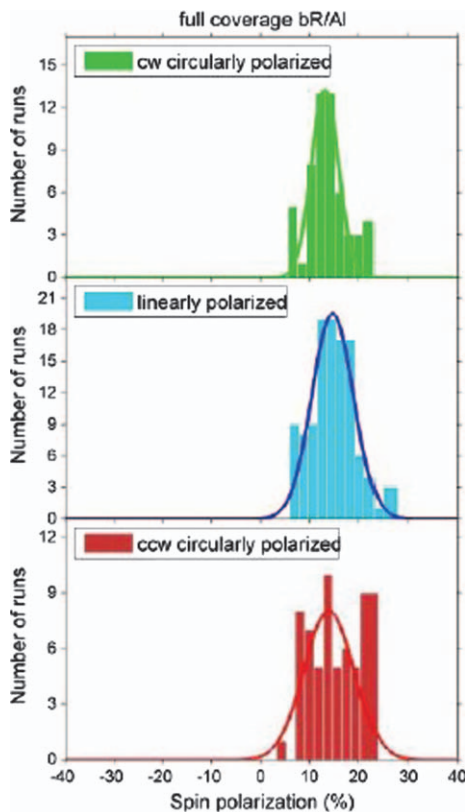 full coverage bR/Al
cw circularly polarized
Number of runs
15
12
9
6
3
0
linearly polarized
Number of runs
21
18
15
12
9
6
3
0
ccw circularly polarized
Number of runs
12
9
6
3
0
-40 -30 -20 -10 0 10 20 30 40
Spin polarization (%)